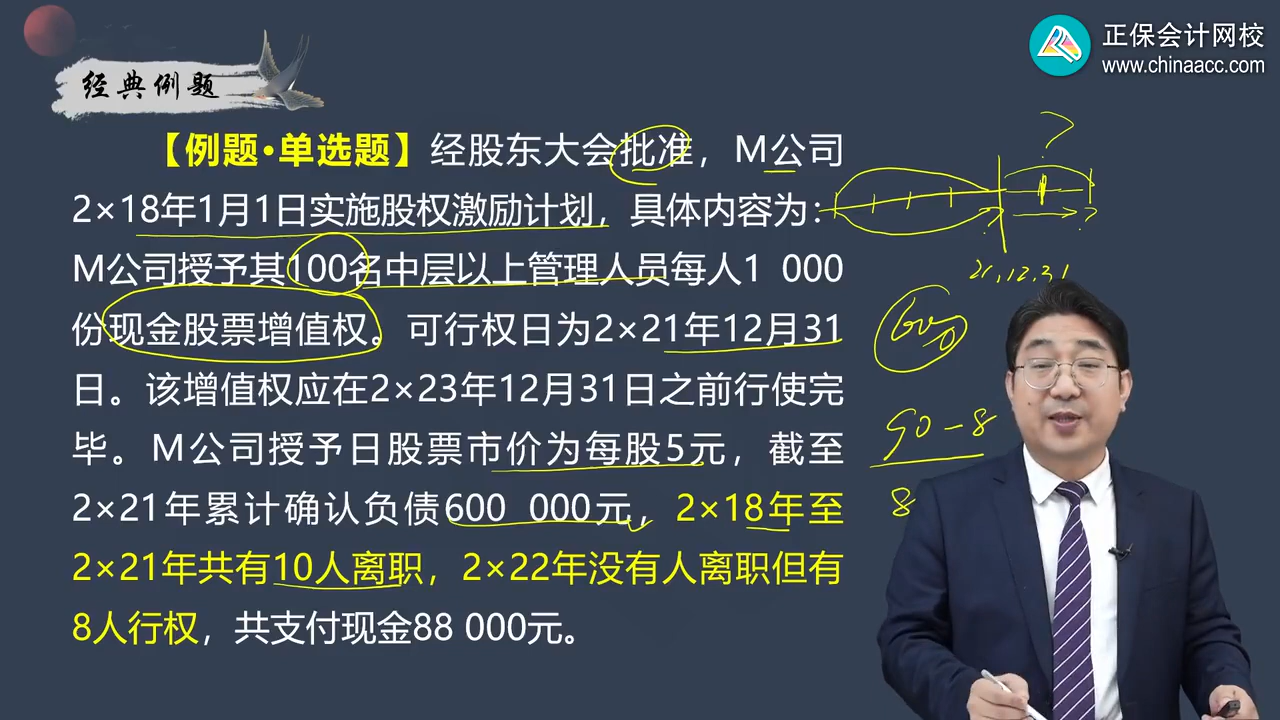 正保会计网校
www.chinaacc.com
经典例题
【例题·单选题】经股东大会批准，M公司
2×18年1月1日实施股权激励计划，具体内容为：
M公司授予其100名中层以上管理人员每人1 000
份现金股票增值权。可行权日为2×21年12月31
日。该增值权应在2×23年12月31日之前行使完
毕。M公司授予日股票市价为每股5元，截至
2×21年累计确认负债600 000元，2×18年至
2×21年共有10人离职，2×22年没有人离职但有
8人行权，共支付现金88 000元。
?
? ?
21,12,31
90-8
8